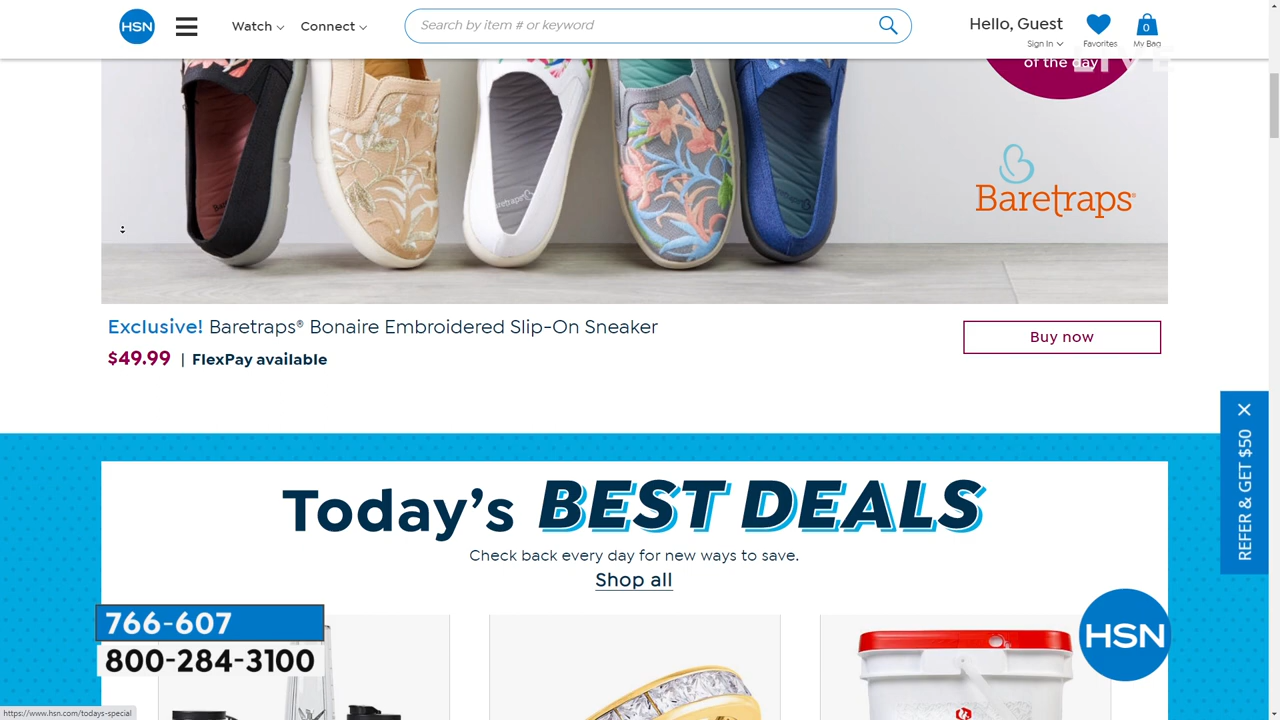 HSN
Watch
Connect
Search by item # or keyword
Hello, Guest
Sign In
Favorites
0
My Bag
LIVE
of the day
Baretraps
Baretraps®
Exclusive! Baretraps® Bonaire Embroidered Slip-On Sneaker
$49.99 | FlexPay available
Buy now
REFER & GET $50
Today's BEST DEALS
Check back every day for new ways to save.
Shop all
766-607
800-284-3100
HSN
https://www.hsn.com/todays-special